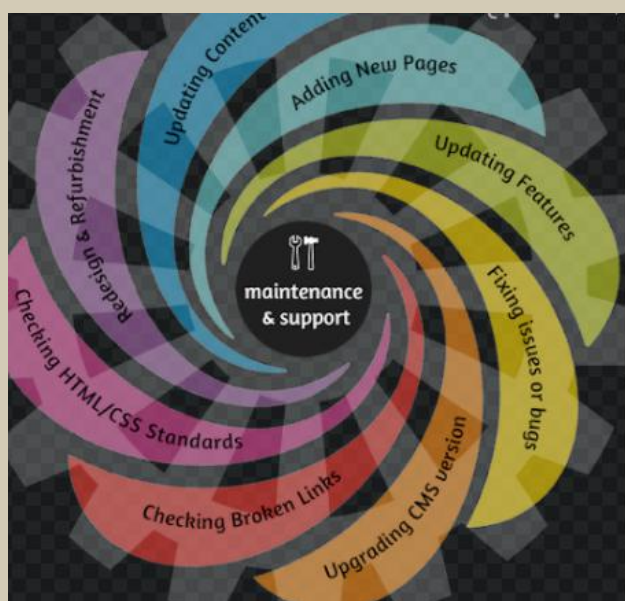 Updating Content
Adding New Pages
Updating Features
Fixing issues or bugs
Upgrading CMS version
Checking Broken Links
Checking HTML/CSS Standards
Redesign & Refurbishment
maintenance
& support